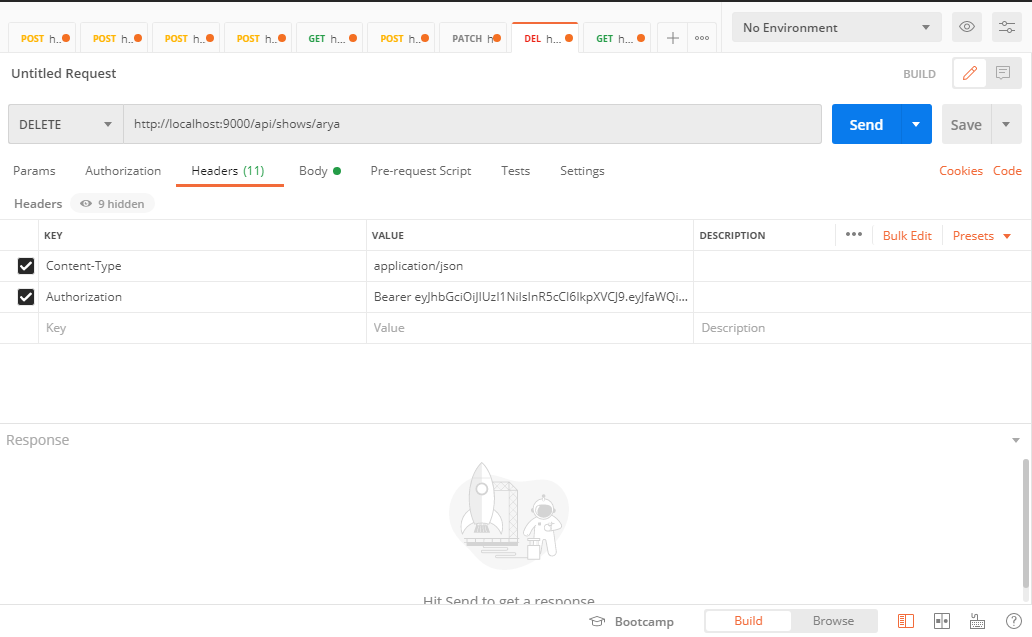 POST h.. POST h.. POST h.. POST h.. GET h... POST h.. PATCH h DEL h... GET h... No Environment
Untitled Request BUILD
DELETE http://localhost:9000/api/shows/arya Send Save
Params Authorization Headers (11) Body Pre-request Script Tests Settings Cookies Code
Headers 9 hidden
KEY VALUE DESCRIPTION Bulk Edit Presets
Content-Type application/json
Authorization Bearer eyJhbGciOiJIUzI1NiIsInR5cCI6IkpXVCJ9.eyJfaWQi...
Key Value Description
Response
Hit Send to get a response
Bootcamp Build Browse